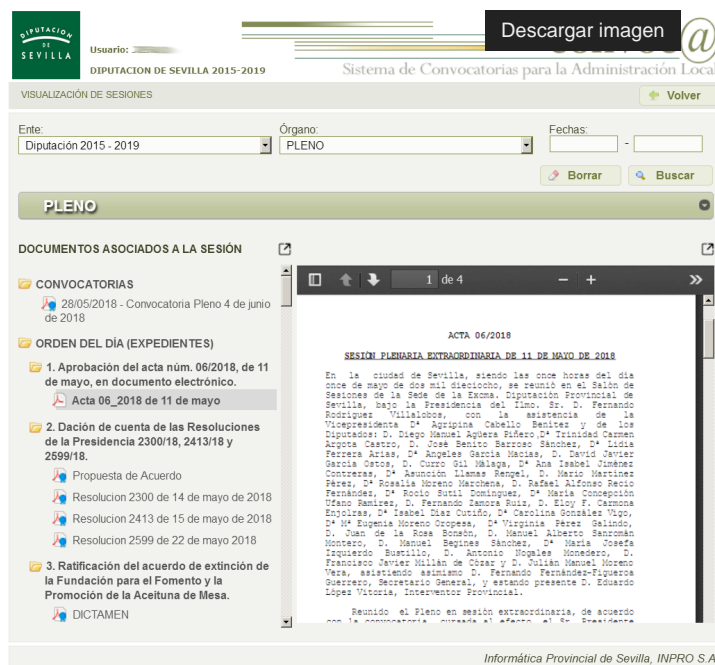 DIPUTACIÓN
DE
SEVILLA
Usuario:
DIPUTACION DE SEVILLA 2015-2019
Descargar imagen
@
Sistema de Convocatorias para la Administración Local
VISUALIZACIÓN DE SESIONES
Volver
Ente:
Órgano:
Fechas:
Diputación 2015 - 2019
PLENO
-
Borrar
Buscar
PLENO
DOCUMENTOS ASOCIADOS A LA SESIÓN
CONVOCATORIAS
28/05/2018 - Convocatoria Pleno 4 de junio
de 2018
ORDEN DEL DÍA (EXPEDIENTES)
1. Aprobación del acta núm. 06/2018, de 11
de mayo, en documento electrónico.
Acta 06_2018 de 11 de mayo
2. Dación de cuenta de las Resoluciones
de la Presidencia 2300/18, 2413/18 y
2599/18.
Propuesta de Acuerdo
Resolucion 2300 de 14 de mayo de 2018
Resolucion 2413 de 15 de mayo de 2018
Resolucion 2599 de 22 de mayo 2018
3. Ratificación del acuerdo de extinción de
la Fundación para el Fomento y la
Promoción de la Aceituna de Mesa.
DICTAMEN
1 de 4
ACTA 06/2018
SESIÓN PLENARIA EXTRAORDINARIA DE 11 DE MAYO DE 2018
En la ciudad de Sevilla, siendo las once horas del día
once de mayo de dos mil dieciocho, se reunió en el Salón de
Sesiones de la Sede de la Excma. Diputación Provincial de
Sevilla, bajo la Presidencia del Ilmo. Sr. D. Fernando
Rodríguez Villalobos, con la asistencia de la
Vicepresidenta Dª Agripina Cabello Benítez y de los
Diputados: D. Diego Manuel Agüera Piñero,Dª Trinidad Carmen
Argota Castro, D. José Benito Barroso Sánchez, Dª Lidia
Ferrera Arias, Dª Angeles García Macías, D. David Javier
García Ostos, D. Curro Gil Málaga, Dª Ana Isabel Jiménez
Contreras, Dª Asunción Llamas Rengel, D. Mario Martínez
Pérez, Dª Rosalía Moreno Marchena, D. Rafael Alfonso Recio
Fernández, Dª Rocío Sutil Domínguez, Dª María Concepción
Ufano Ramírez, D. Fernando Zamora Ruiz, D. Eloy F. Carmona
Enjolras, Dª Isabel Díaz Cutiño, Dª Carolina González Vigo,
Dª Mª Eugenia Moreno Oropesa, Dª Virginia Pérez Galindo,
D. Juan de la Rosa Bonsón, D. Manuel Alberto Sanromán
Montero, D. Manuel Begines Sánchez, Dª María Josefa
Izquierdo Bustillo, D. Antonio Nogales Monedero, D.
Francisco Javier Millán de Cózar y D. Julián Manuel Moreno
Vera, asistiendo asimismo D. Fernando Fernández-Figueroa
Guerrero, Secretario General, y estando presente D. Eduardo
López Vitoria, Interventor Provincial.
Reunido el Pleno en sesión extraordinaria, de acuerdo
con la convocatoria cursada al efecto, el Sr. Presidente
Informática Provincial de Sevilla, INPRO S.A